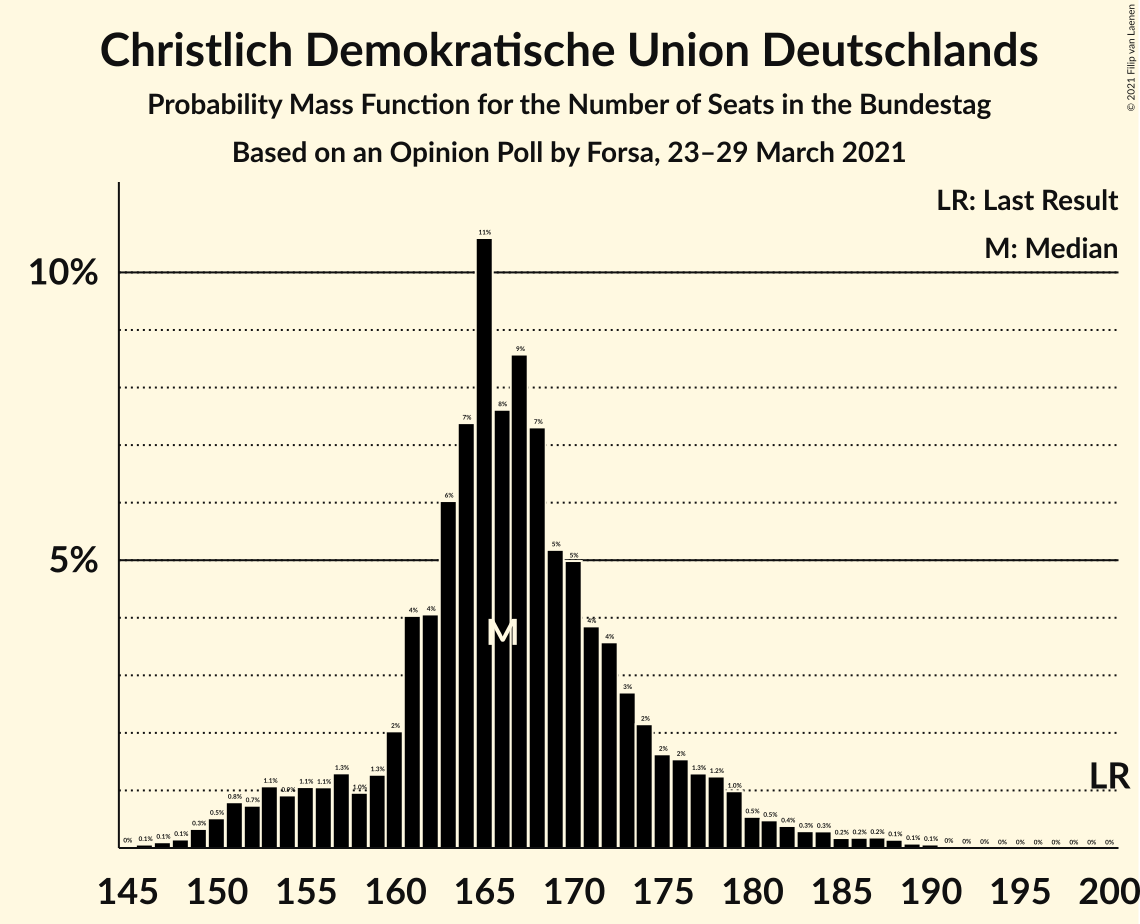 Christlich Demokratische Union Deutschlands
Probability Mass Function for the Number of Seats in the Bundestag
Based on an Opinion Poll by Forsa, 23–29 March 2021
© 2021 Filip van Laenen
LR: Last Result
M: Median
10%
5%
0% 0.1% 0.1% 0.1% 0.3% 0.5% 0.8% 0.7% 1.1% 0.9% 1.1% 1.1% 1.3% 1.0% 1.3% 2% 4% 4% 6% 7% 11% 8% 9% 7% 5% 5% 4% 4% 3% 2% 2% 2% 1.3% 1.2% 1.0% 0.5% 0.5% 0.4% 0.3% 0.3% 0.2% 0.2% 0.2% 0.1% 0.1% 0.1% 0% 0% 0% 0% 0% 0% 0% 0% 0% 0%
M
LR
145 150 155 160 165 170 175 180 185 190 195 200